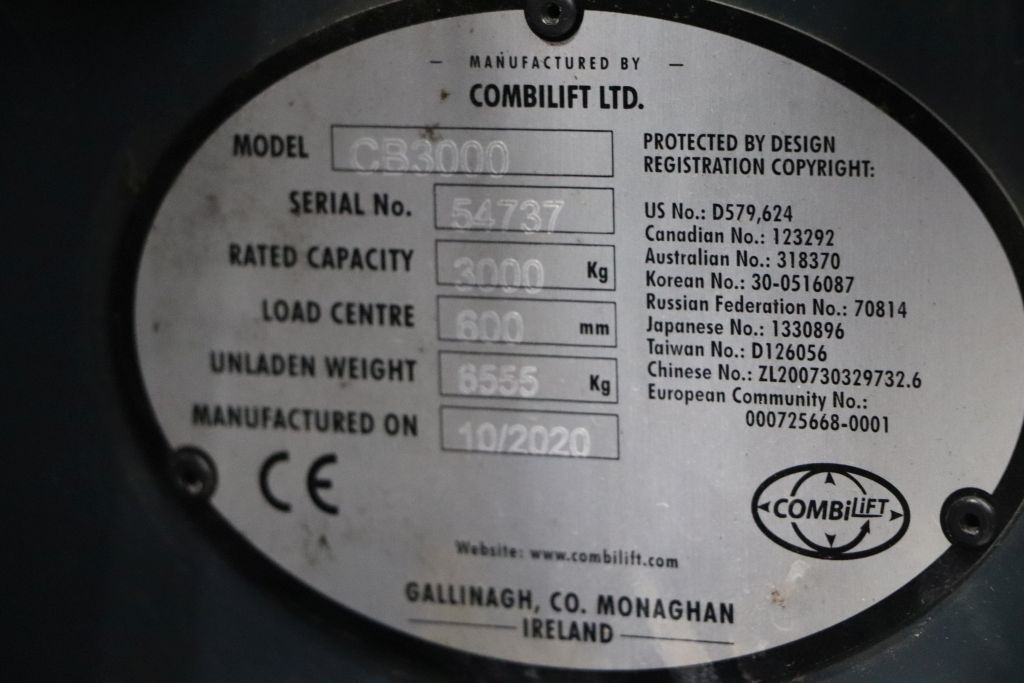 – MANUFACTURED BY –
COMBILIFT LTD.
MODEL CB3000
SERIAL No. 54737
RATED CAPACITY 3000 Kg
LOAD CENTRE 600 mm
UNLADEN WEIGHT 6555 Kg
MANUFACTURED ON 10/2020
CE
PROTECTED BY DESIGN
REGISTRATION COPYRIGHT:
US No.: D579,624
Canadian No.: 123292
Australian No.: 318370
Korean No.: 30-0516087
Russian Federation No.: 70814
Japanese No.: 1330896
Taiwan No.: D126056
Chinese No.: ZL200730329732.6
European Community No.:
000725668-0001
COMBiLiFT
Website: www.combilift.com
GALLINAGH, CO. MONAGHAN
IRELAND